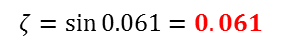 ζ = sin 0.061 = 0.061